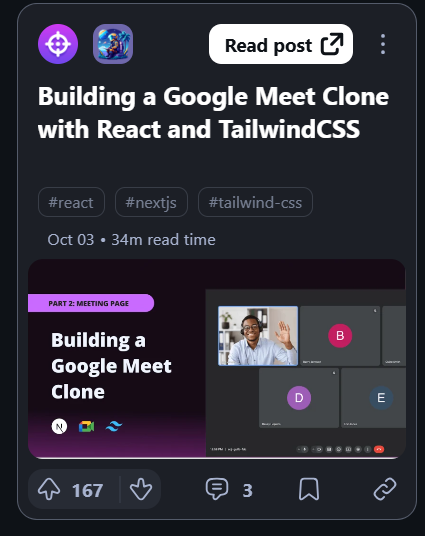 Read post
Building a Google Meet Clone
with React and TailwindCSS
#react #nextjs #tailwind-css
Oct 03 • 34m read time
PART 2: MEETING PAGE
Building a
Google Meet
Clone
N
B
D
E
167
3